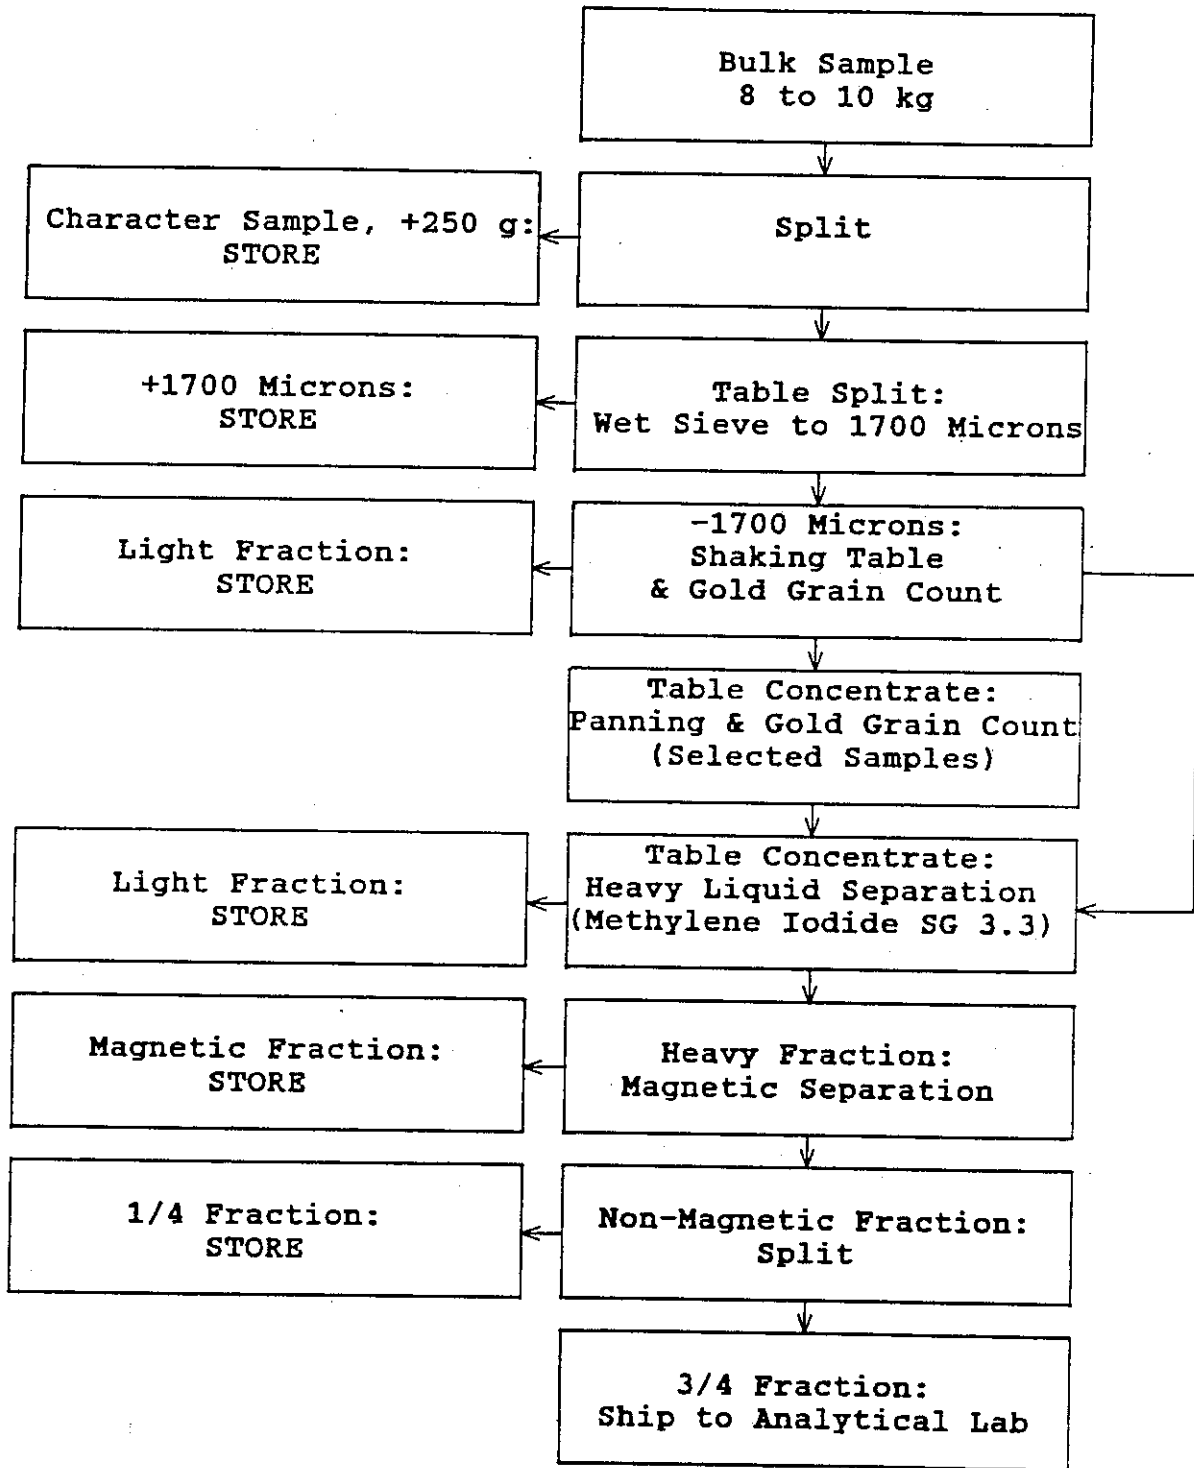 Bulk Sample
8 to 10 kg
Character Sample, +250 g:
STORE
Split
+1700 Microns:
STORE
Table Split:
Wet Sieve to 1700 Microns
Light Fraction:
STORE
-1700 Microns:
Shaking Table
& Gold Grain Count
Table Concentrate:
Panning & Gold Grain Count
(Selected Samples)
Light Fraction:
STORE
Table Concentrate:
Heavy Liquid Separation
(Methylene Iodide SG 3.3)
Magnetic Fraction:
STORE
Heavy Fraction:
Magnetic Separation
1/4 Fraction:
STORE
Non-Magnetic Fraction:
Split
3/4 Fraction:
Ship to Analytical Lab